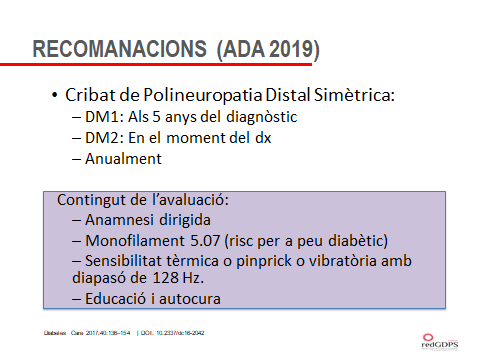 RECOMANACIONS (ADA 2019)
• Cribat de Polineuropatia Distal Simètrica:
– DM1: Als 5 anys del diagnòstic
– DM2: En el moment del dx
– Anualment
Contingut de l'avaluació:
– Anamnesi dirigida
– Monofilament 5.07 (risc per a peu diabètic)
– Sensibilitat tèrmica o pinprick o vibratòria amb
diapasó de 128 Hz.
– Educació i autocura
Diabetes Care 2017;40:136–154 | DOI: 10.2337/dc16-2042
redGDPS